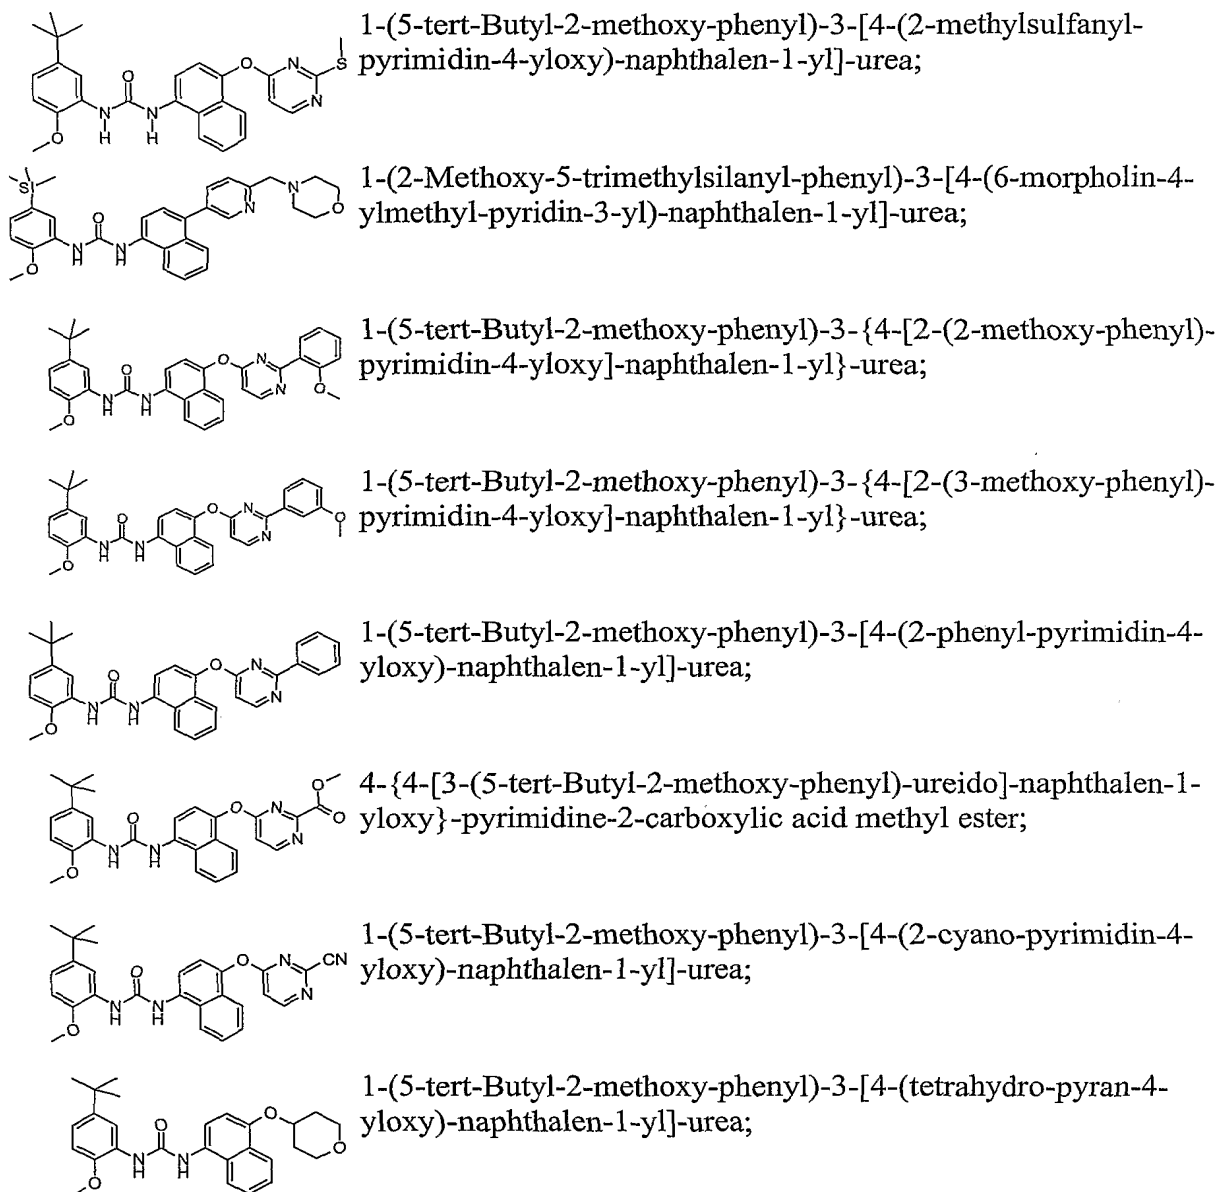 1-(5-tert-Butyl-2-methoxy-phenyl)-3-[4-(2-methylsulfanyl-
pyrimidin-4-yloxy)-naphthalen-1-yl]-urea;
1-(2-Methoxy-5-trimethylsilanyl-phenyl)-3-[4-(6-morpholin-4-
ylmethyl-pyridin-3-yl)-naphthalen-1-yl]-urea;
1-(5-tert-Butyl-2-methoxy-phenyl)-3-{4-[2-(2-methoxy-phenyl)-
pyrimidin-4-yloxy]-naphthalen-1-yl}-urea;
1-(5-tert-Butyl-2-methoxy-phenyl)-3-{4-[2-(3-methoxy-phenyl)-
pyrimidin-4-yloxy]-naphthalen-1-yl}-urea;
1-(5-tert-Butyl-2-methoxy-phenyl)-3-[4-(2-phenyl-pyrimidin-4-
yloxy)-naphthalen-1-yl]-urea;
4-{4-[3-(5-tert-Butyl-2-methoxy-phenyl)-ureido]-naphthalen-1-
yloxy}-pyrimidine-2-carboxylic acid methyl ester;
1-(5-tert-Butyl-2-methoxy-phenyl)-3-[4-(2-cyano-pyrimidin-4-
yloxy)-naphthalen-1-yl]-urea;
1-(5-tert-Butyl-2-methoxy-phenyl)-3-[4-(tetrahydro-pyran-4-
yloxy)-naphthalen-1-yl]-urea;